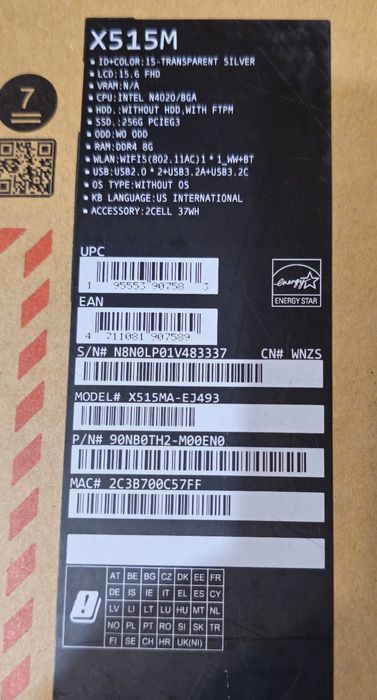 X515M
ID+COLOR:1S-TRANSPARENT SILVER
LCD:15.6 FHD
VRAM:N/A
CPU:INTEL N4020/BGA
HDD.:WITHOUT HDD,WITH FTPM
SSD.:256G PCIEG3
ODD:WO ODD
RAM:DDR4 8G
WLAN:WIFI5(802.11AC)1*1_WW+BT
USB:USB2.0*2+USB3.2A+USB3.2C
OS TYPE:WITHOUT OS
KB LANGUAGE:US INTERNATIONAL
ACCESSORY:2CELL 37WH
7
UPC
1 95553 90758 3
energy
ENERGY STAR
EAN
4 711081 907589
S/N# N8N0LP01V483337 CN# WNZS
MODEL# X515MA-EJ493
P/N# 90NB0TH2-M00EN0
MAC# 2C3B700C57FF
AT BE BG CZ DK EE FR
DE IS IE IT EL ES CY
LV LI LT LU HU MT NL
NO PL PT RO SI SK TR
FI SE CH HR UK(NI)